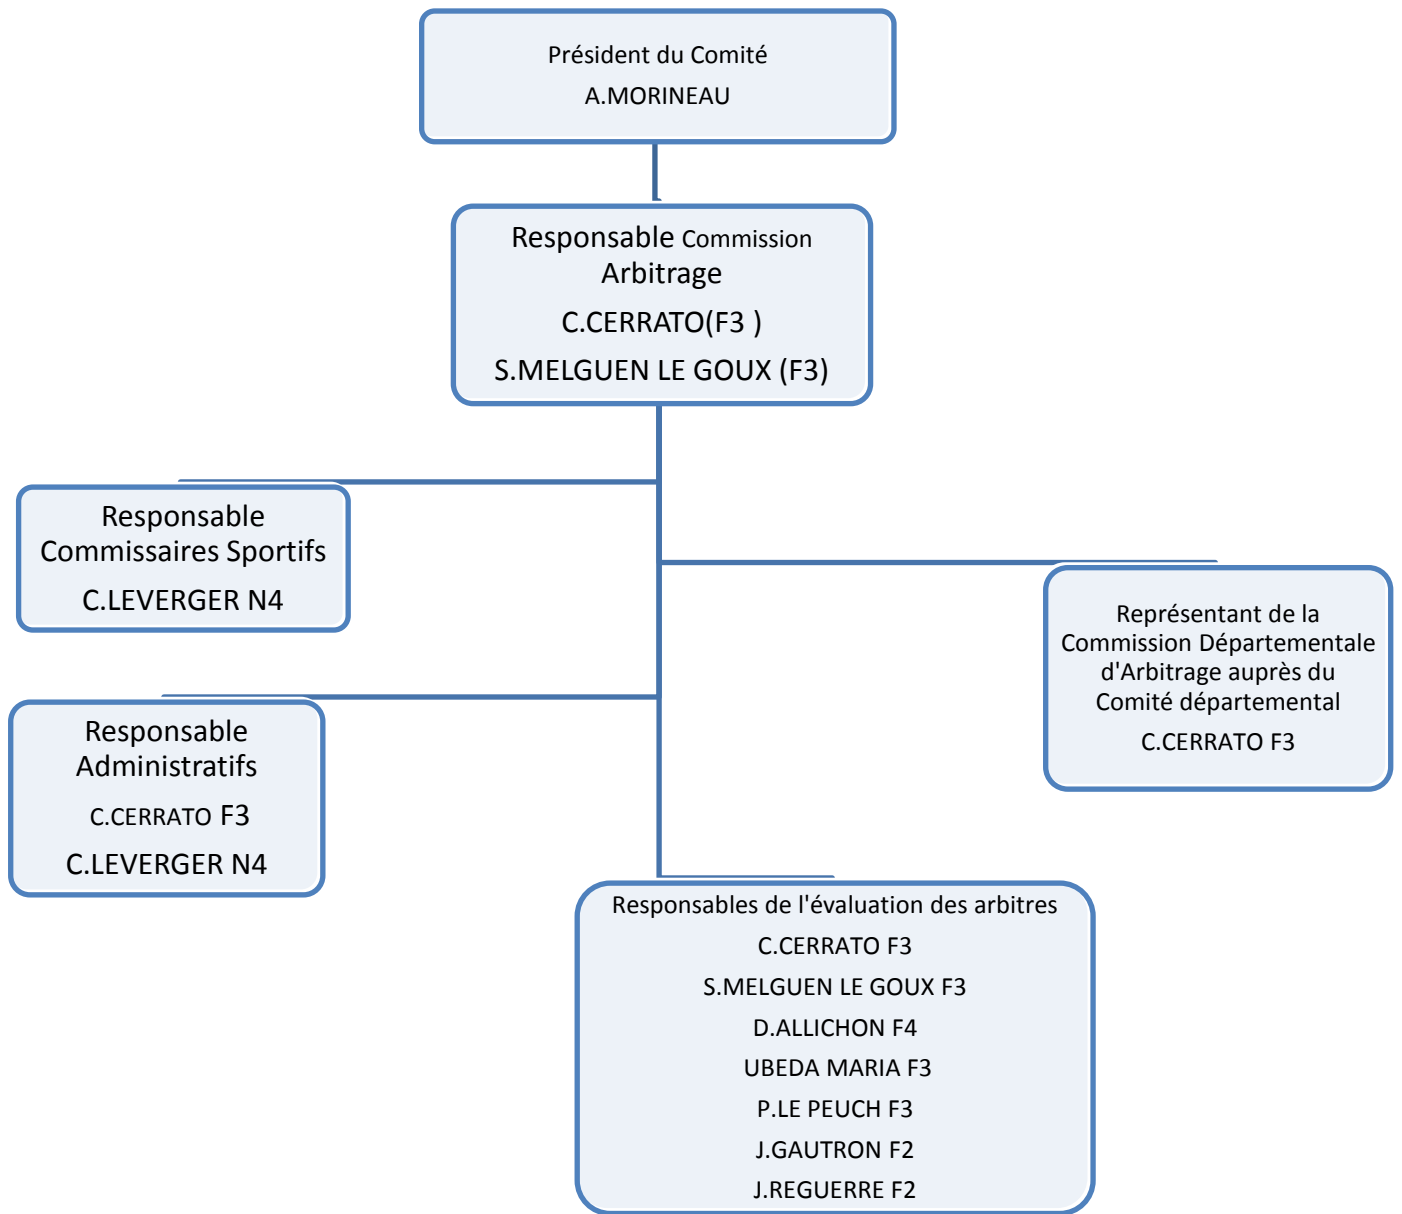 Président du Comité
A.MORINEAU
Responsable Commission
Arbitrage
C.CERRATO(F3 )
S.MELGUEN LE GOUX (F3)
Responsable
Commissaires Sportifs
C.LEVERGER N4
Représentant de la
Commission Départementale
d'Arbitrage auprès du
Comité départemental
C.CERRATO F3
Responsable
Administratifs
C.CERRATO F3
C.LEVERGER N4
Responsables de l'évaluation des arbitres
C.CERRATO F3
S.MELGUEN LE GOUX F3
D.ALLICHON F4
UBEDA MARIA F3
P.LE PEUCH F3
J.GAUTRON F2
J.REGUERRE F2